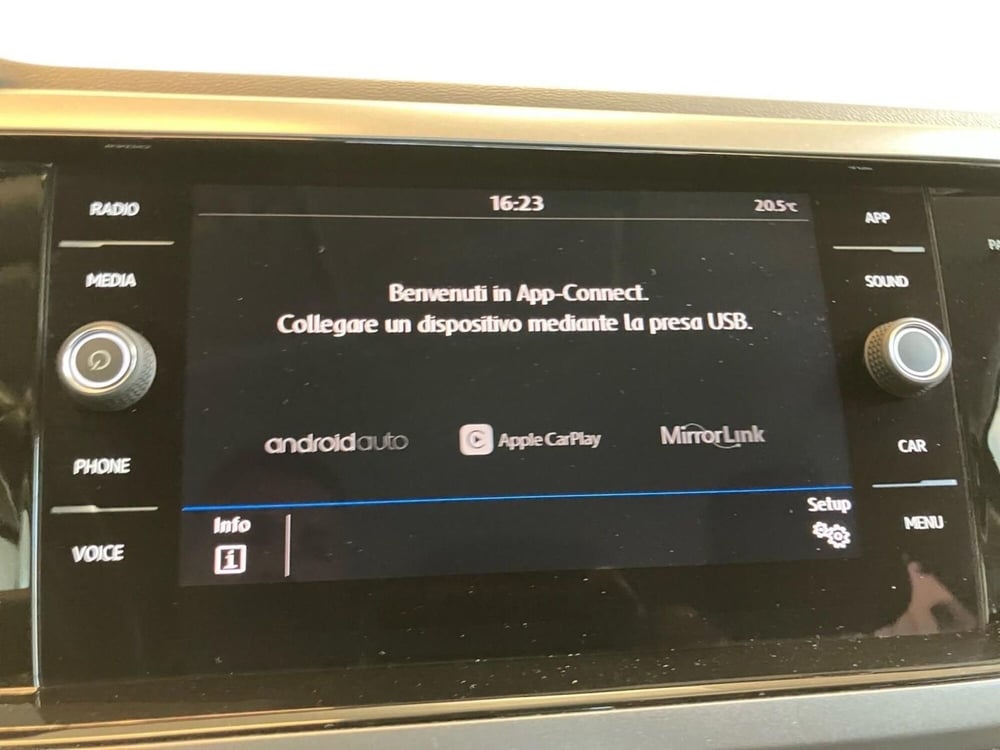 RADIO
MEDIA
PHONE
VOICE
16:23
20.5°C
Benvenuti in App-Connect.
Collegare un dispositivo mediante la presa USB.
androidauto
Apple CarPlay
MirrorLink
Info
i
Setup
APP
SOUND
CAR
MENU